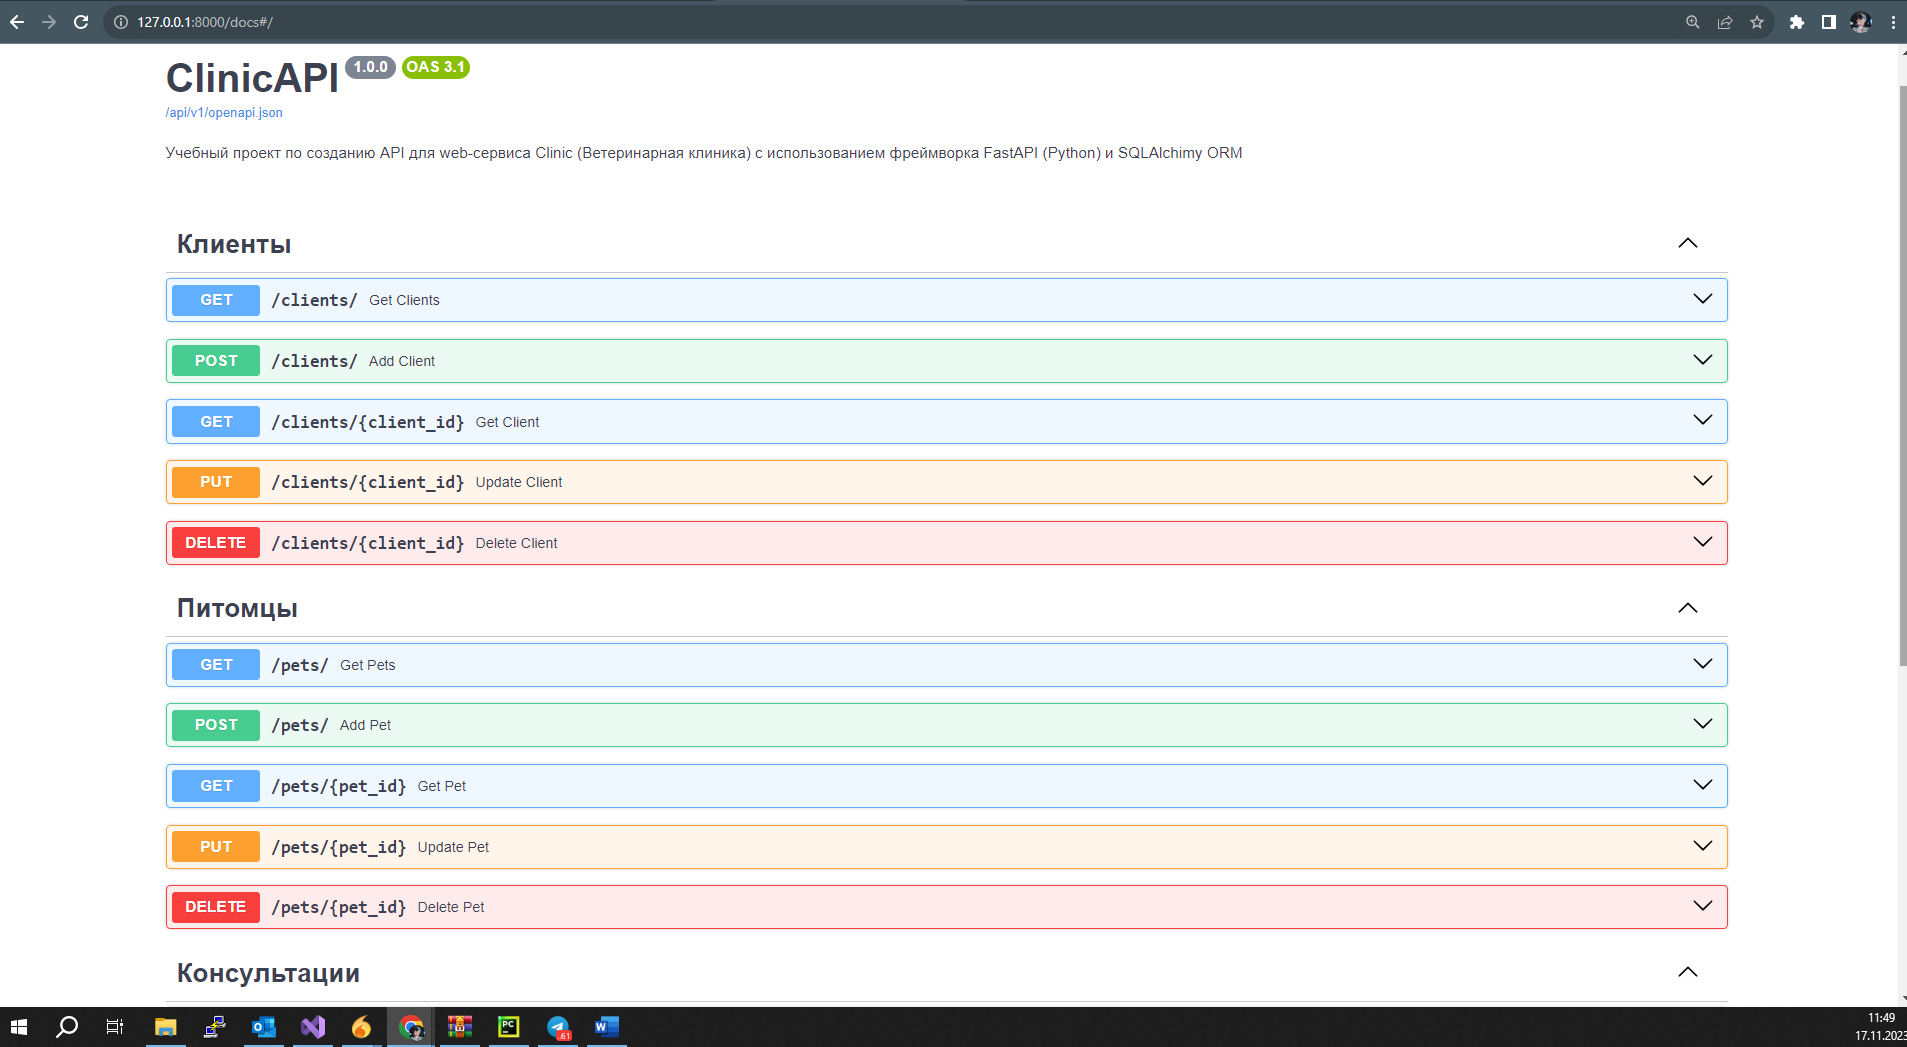 127.0.0.1:8000/docs#/
ClinicAPI 1.0.0 OAS 3.1
/api/v1/openapi.json
Учебный проект по созданию API для web-сервиса Clinic (Ветеринарная клиника) с использованием фреймворка FastAPI (Python) и SQLAlchimy ORM
Клиенты
GET /clients/ Get Clients
POST /clients/ Add Client
GET /clients/{client_id} Get Client
PUT /clients/{client_id} Update Client
DELETE /clients/{client_id} Delete Client
Питомцы
GET /pets/ Get Pets
POST /pets/ Add Pet
GET /pets/{pet_id} Get Pet
PUT /pets/{pet_id} Update Pet
DELETE /pets/{pet_id} Delete Pet
Консультации
PC
61
11:49
17.11.2023